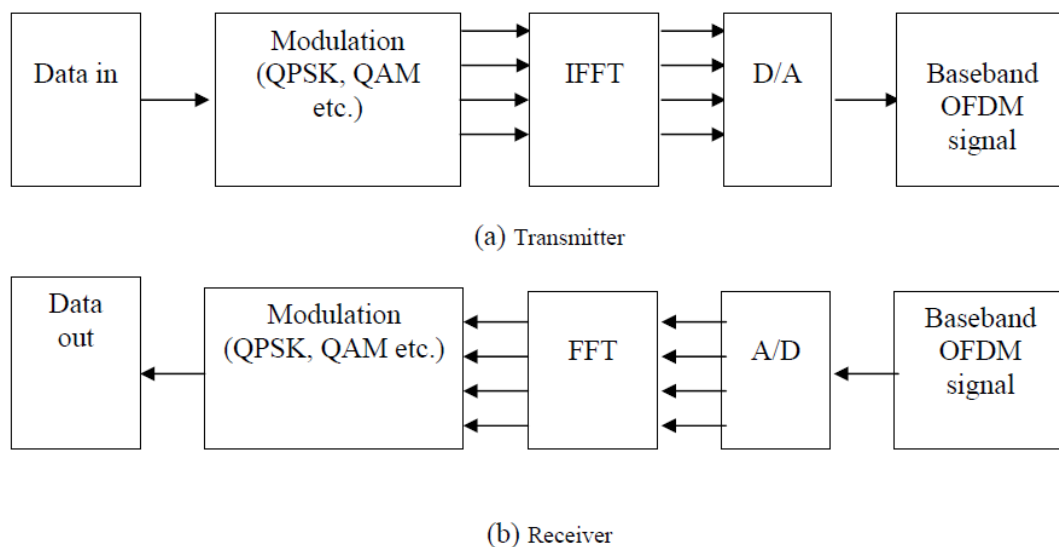 Data in
Modulation
(QPSK, QAM
etc.)
IFFT
D/A
Baseband
OFDM
signal
(a) Transmitter
Data
out
Modulation
(QPSK, QAM etc.)
FFT
A/D
Baseband
OFDM
signal
(b) Receiver